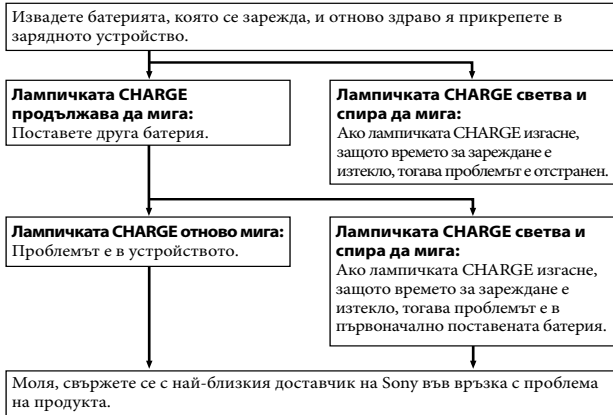 Извадете батерията, която се зарежда, и отново здраво я прикрепете в
зарядното устройство.
Лампичката CHARGE
продължава да мига:
Поставете друга батерия.
Лампичката CHARGE светва и
спира да мига:
Ако лампичката CHARGE изгасне,
защото времето за зареждане е
изтекло, тогава проблемът е отстранен.
Лампичката CHARGE отново мига:
Проблемът е в устройството.
Лампичката CHARGE светва и
спира да мига:
Ако лампичката CHARGE изгасне,
защото времето за зареждане е
изтекло, тогава проблемът е в
първоначално поставената батерия.
Моля, свържете се с най-близкия доставчик на Sony във връзка с проблема
на продукта.